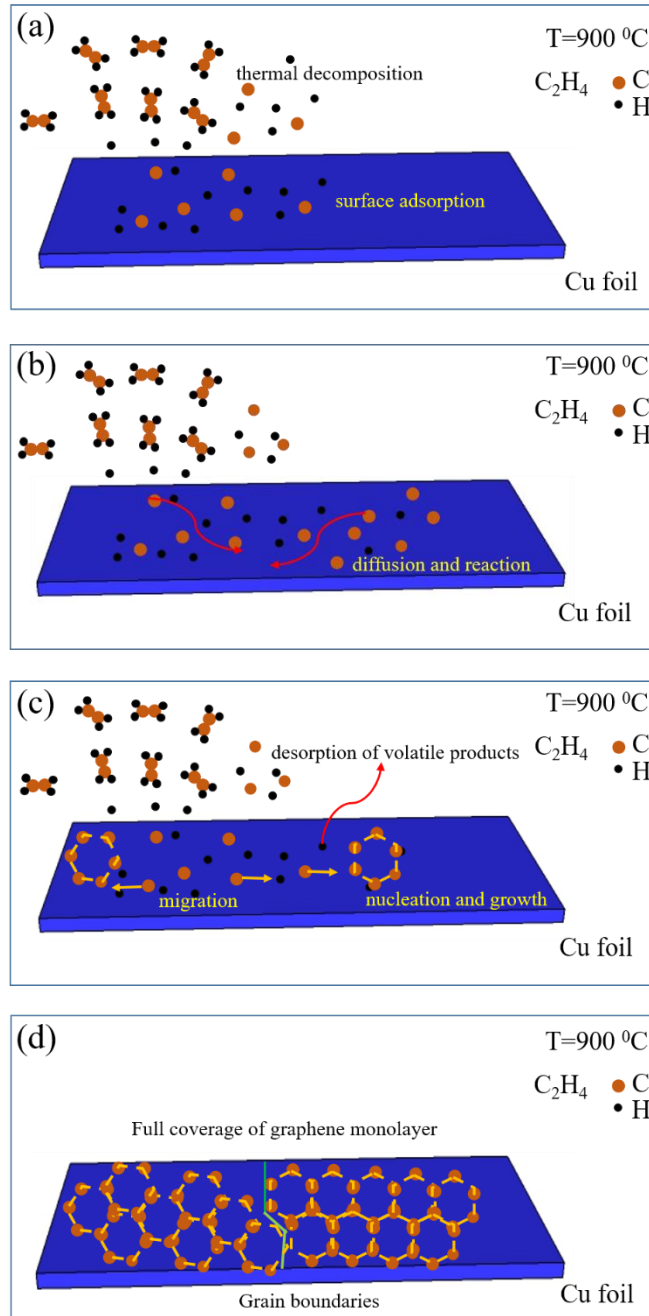 (a)
T=900 ⁰C
thermal decomposition
C₂H₄
C
H
surface adsorption
Cu foil
(b)
T=900 ⁰C
C₂H₄
C
H
diffusion and reaction
Cu foil
(c)
T=900 ⁰C
C₂H₄
C
desorption of volatile products
H
migration
nucleation and growth
Cu foil
(d)
T=900 ⁰C
C₂H₄
C
H
Full coverage of graphene monolayer
Cu foil
Grain boundaries